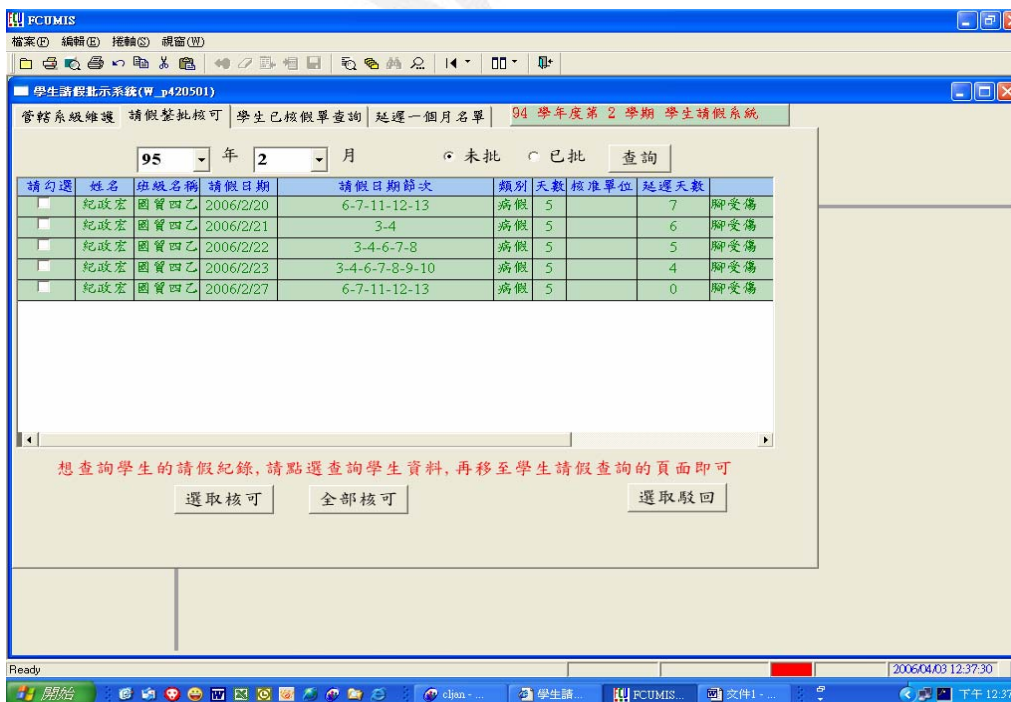 FCUMIS
檔案(F) 編輯(E) 捲軸(S) 視窗(W)
學生請假批示系統(W_p420501)
管轄系級維護 請假整批核可 學生已核假單查詢 延遲一個月名單 94 學年度第 2 學期 學生請假系統
95 年 2 月 未批 已批 查詢
請勾選 姓名 班級名稱 請假日期 請假日期節次 類別 天數 核准單位 延遲天數
紀政宏 國貿四乙 2006/2/20 6-7-11-12-13 病假 5 7 腳受傷
紀政宏 國貿四乙 2006/2/21 3-4 病假 5 6 腳受傷
紀政宏 國貿四乙 2006/2/22 3-4-6-7-8 病假 5 5 腳受傷
紀政宏 國貿四乙 2006/2/23 3-4-6-7-8-9-10 病假 5 4 腳受傷
紀政宏 國貿四乙 2006/2/27 6-7-11-12-13 病假 5 0 腳受傷
想查詢學生的請假紀錄,請點選查詢學生資料,再移至學生請假查詢的頁面即可
選取核可 全部核可 選取駁回
Ready 2006/04/03 12:37:30
開始 cljan - ... 學生請... FCUMIS... 文件1 - ... 下午 12:37